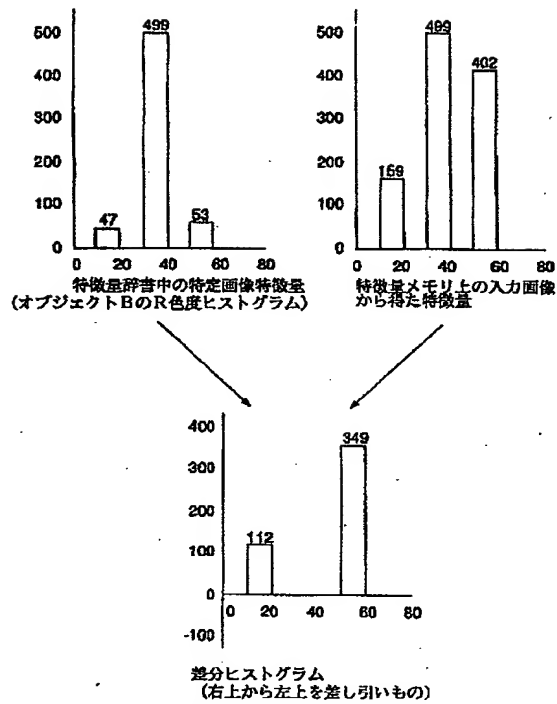 500
400
300
200
100
0
47
499
53
0 20 40 60 80
特徴量辞書中の特定画像特徴量
(オブジェクトBのR色度ヒストグラム)
500
400
300
200
100
0
159
499
402
0 20 40 60 80
特徴量メモリ上の入力画像
から得た特徴量
400
300
200
100
0
-100
112
349
0 20 40 60 80
差分ヒストグラム
(右上から左上を差し引いもの)